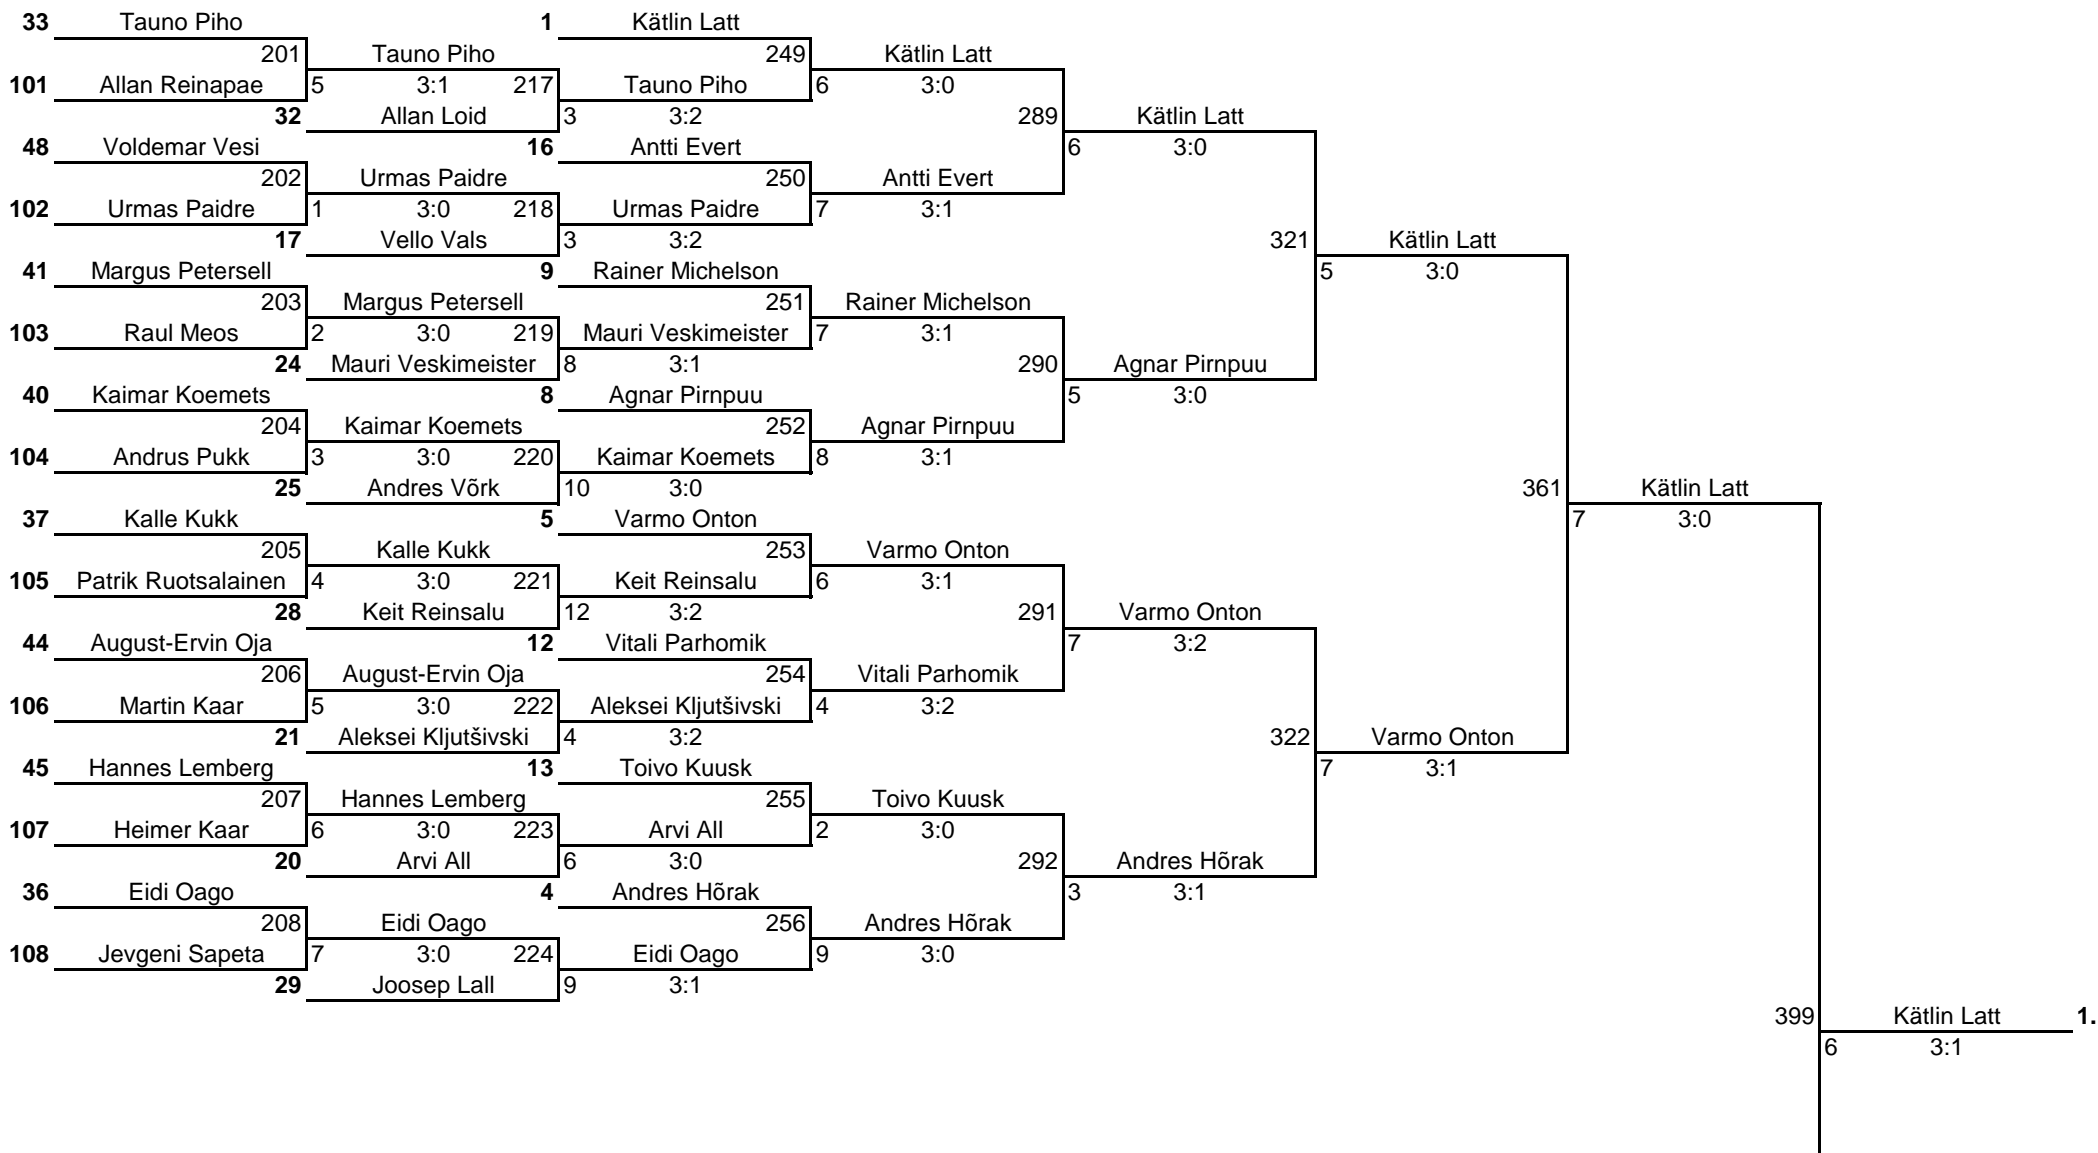 33 Tauno Piho 1 Kätlin Latt
201 Tauno Piho 249 Kätlin Latt
101 Allan Reinapae 5 3:1 217 Tauno Piho 6 3:0
32 Allan Loid 3 3:2 289 Kätlin Latt
48 Voldemar Vesi 16 Antti Evert 6 3:0
202 Urmas Paidre 250 Antti Evert
102 Urmas Paidre 1 3:0 218 Urmas Paidre 7 3:1
17 Vello Vals 3 3:2 321 Kätlin Latt
41 Margus Petersell 9 Rainer Michelson 5 3:0
203 Margus Petersell 251 Rainer Michelson
103 Raul Meos 2 3:0 219 Mauri Veskimeister 7 3:1
24 Mauri Veskimeister 8 3:1 290 Agnar Pirnpuu
40 Kaimar Koemets 8 Agnar Pirnpuu 5 3:0
204 Kaimar Koemets 252 Agnar Pirnpuu
104 Andrus Pukk 3 3:0 220 Kaimar Koemets 8 3:1
25 Andres Võrk 10 3:0 361 Kätlin Latt
37 Kalle Kukk 5 Varmo Onton 7 3:0
205 Kalle Kukk 253 Varmo Onton
105 Patrik Ruotsalainen 4 3:0 221 Keit Reinsalu 6 3:1
28 Keit Reinsalu 12 3:2 291 Varmo Onton
44 August-Ervin Oja 12 Vitali Parhomik 7 3:2
206 August-Ervin Oja 254 Vitali Parhomik
106 Martin Kaar 5 3:0 222 Aleksei Kljutšivski 4 3:2
21 Aleksei Kljutšivski 4 3:2 322 Varmo Onton
45 Hannes Lemberg 13 Toivo Kuusk 7 3:1
207 Hannes Lemberg 255 Toivo Kuusk
107 Heimer Kaar 6 3:0 223 Arvi All 2 3:0
20 Arvi All 6 3:0 292 Andres Hõrak
36 Eidi Oago 4 Andres Hõrak 3 3:1
208 Eidi Oago 256 Andres Hõrak
108 Jevgeni Sapeta 7 3:0 224 Eidi Oago 9 3:0
29 Joosep Lall 9 3:1
399 Kätlin Latt 1.
6 3:1